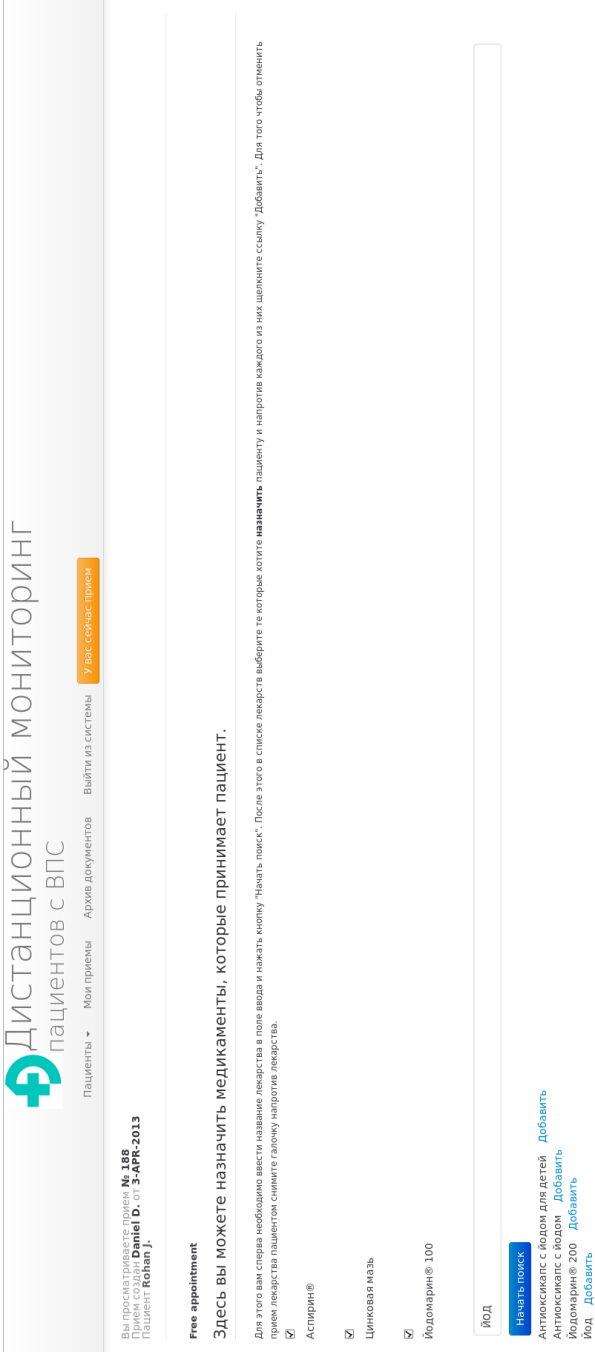 Дистанционный мониторинг
пациентов с ВПС
Пациенты Мои приемы Архив документов Выйти из системы У вас сейчас прием
Вы просматриваете прием № 188
Прием создан Daniel D. от 3-APR-2013
Пациент Rohan J.
Free appointment
Здесь вы можете назначить медикаменты, которые принимает пациент.
Для этого вам сперва необходимо ввести название лекарства в поле ввода и нажать кнопку "Начать поиск". После этого в списке лекарств выберите те которые хотите назначить пациенту и напротив каждого из них щелкните ссылку "Добавить". Для того чтобы отменить
прием лекарства пациентом снимите галочку напротив лекарства.
Аспирин®
Цинковая мазь
Йодомарин® 100
йод
Начать поиск
Антиоксикапс с йодом для детей Добавить
Антиоксикапс с йодом Добавить
Йодомарин® 200 Добавить
Йод Добавить